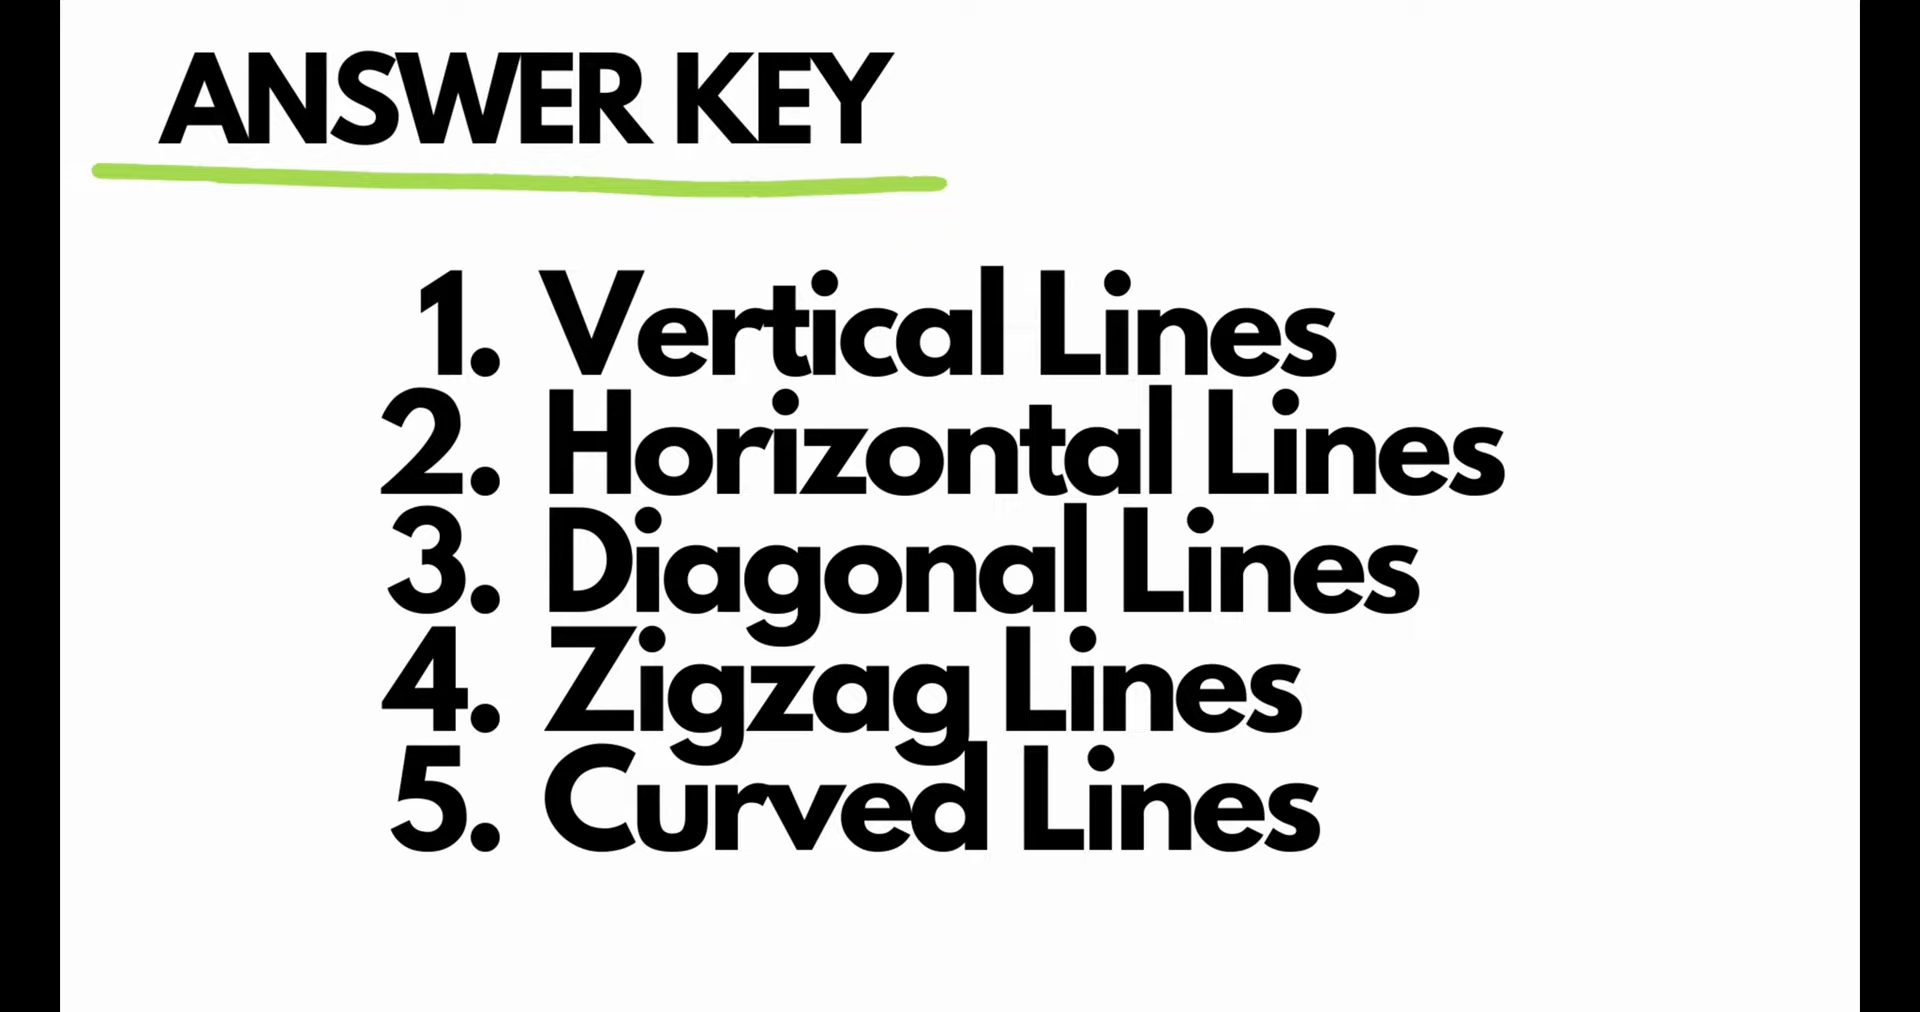 ANSWER KEY
1. Vertical Lines
2. Horizontal Lines
3. Diagonal Lines
4. Zigzag Lines
5. Curved Lines